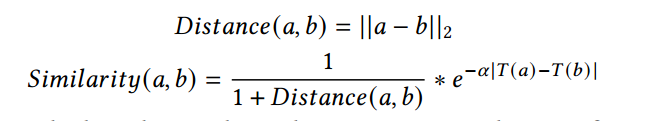 Distance(a, b) = ||a − b||₂
Similarity(a, b) = 1 / (1 + Distance(a, b)) * e^{−α|T(a)−T(b)|}